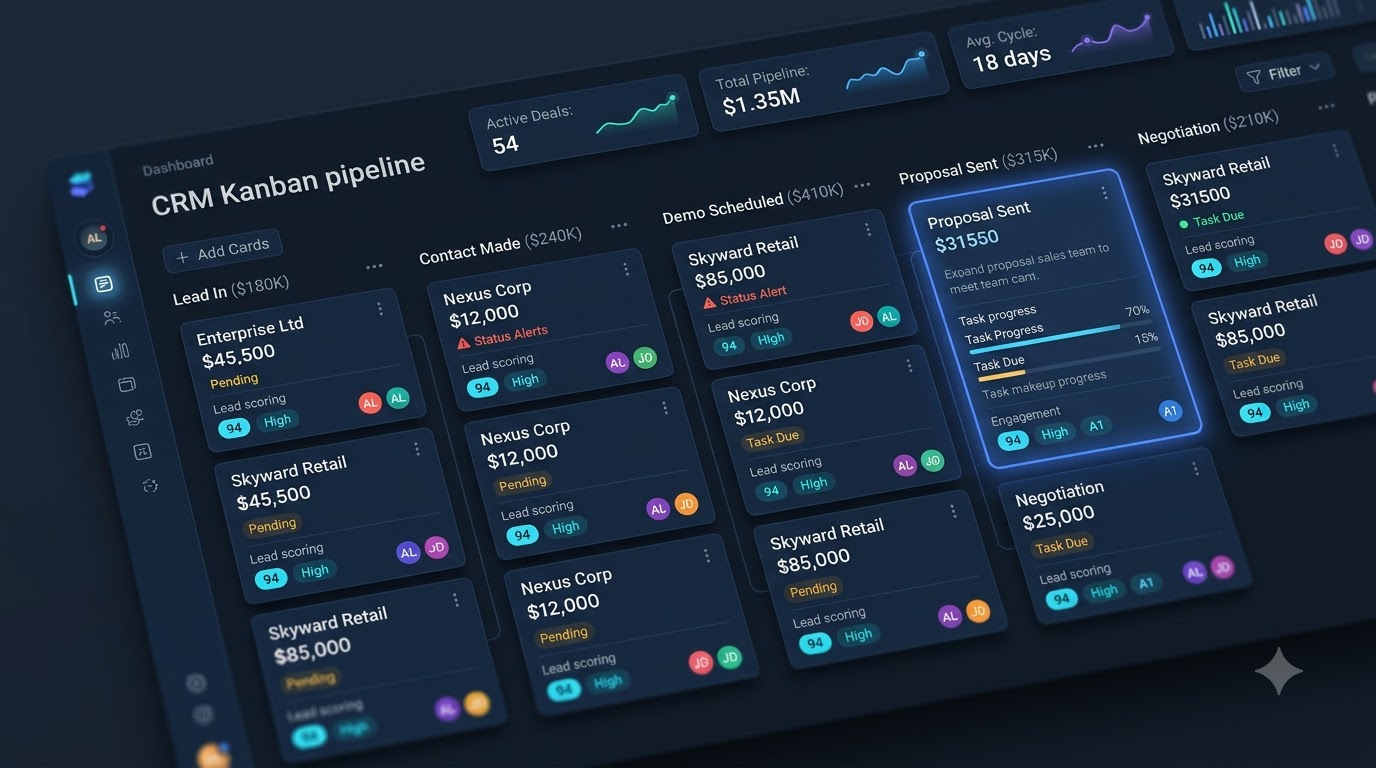 Active Deals:
54
Total Pipeline:
$1.35M
Avg. Cycle:
18 days
Filter
Dashboard
CRM Kanban pipeline
+ Add Cards
AL
Lead In ($180K)
Enterprise Ltd
$45,500
Pending
Lead scoring
94 High
AL AL
Skyward Retail
$45,500
Pending
Lead scoring
94 High
AL JD
Skyward Retail
$85,000
Pending
Lead scoring
94 High
AL JD
Contact Made ($240K)
Nexus Corp
$12,000
Status Alerts
Lead scoring
94 High
AL JO
Nexus Corp
$12,000
Pending
Lead scoring
94 High
AL JD
Nexus Corp
$12,000
Pending
Lead scoring
94 High
JD JD
Demo Scheduled ($410K)
Skyward Retail
$85,000
Status Alert
Lead scoring
94 High
JD AL
Nexus Corp
$12,000
Task Due
Lead scoring
94 High
AL
Skyward Retail
$85,000
Pending
Lead scoring
94 High
AL JD
Proposal Sent ($315K)
Proposal Sent
$31550
Expand proposal sales team to
meet team cam.
Task progress
Task Progress 70%
Task Due 15%
Task makeup progress
Engagement
94 High A1
A1
Negotiation
$25,000
Task Due
Lead scoring
94 High A1
AL JD
Negotiation ($210K)
Skyward Retail
$31500
Task Due
Lead scoring
94 High
JD JD
Skyward Retail
$85,000
Task Due
Lead scoring
94 High